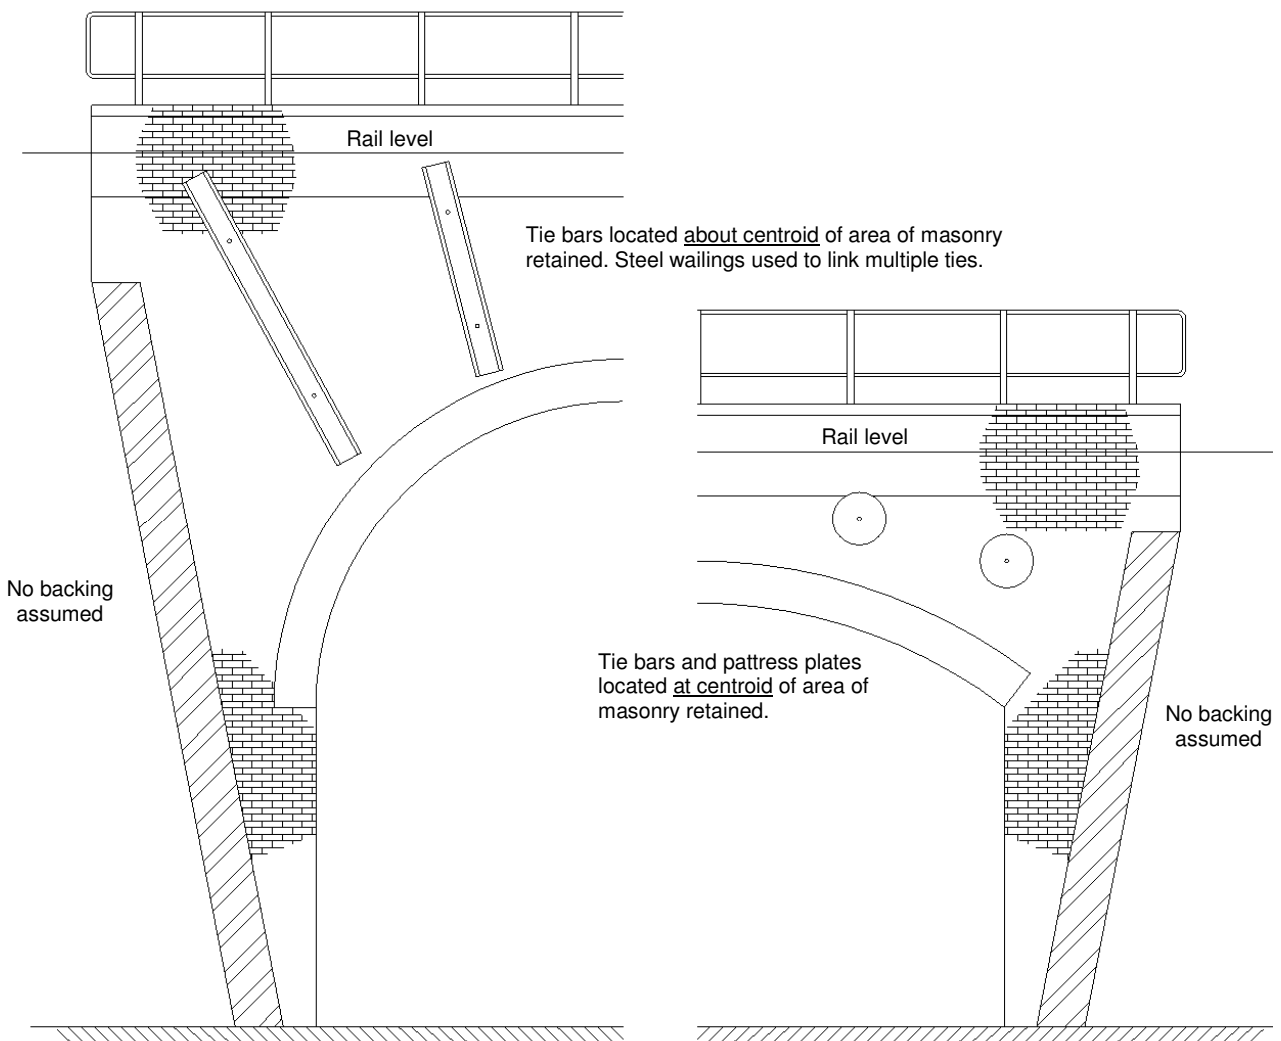 Rail level
Tie bars located about centroid of area of masonry
retained. Steel wailings used to link multiple ties.
Rail level
No backing
assumed
Tie bars and pattress plates
located at centroid of area of
masonry retained.
No backing
assumed